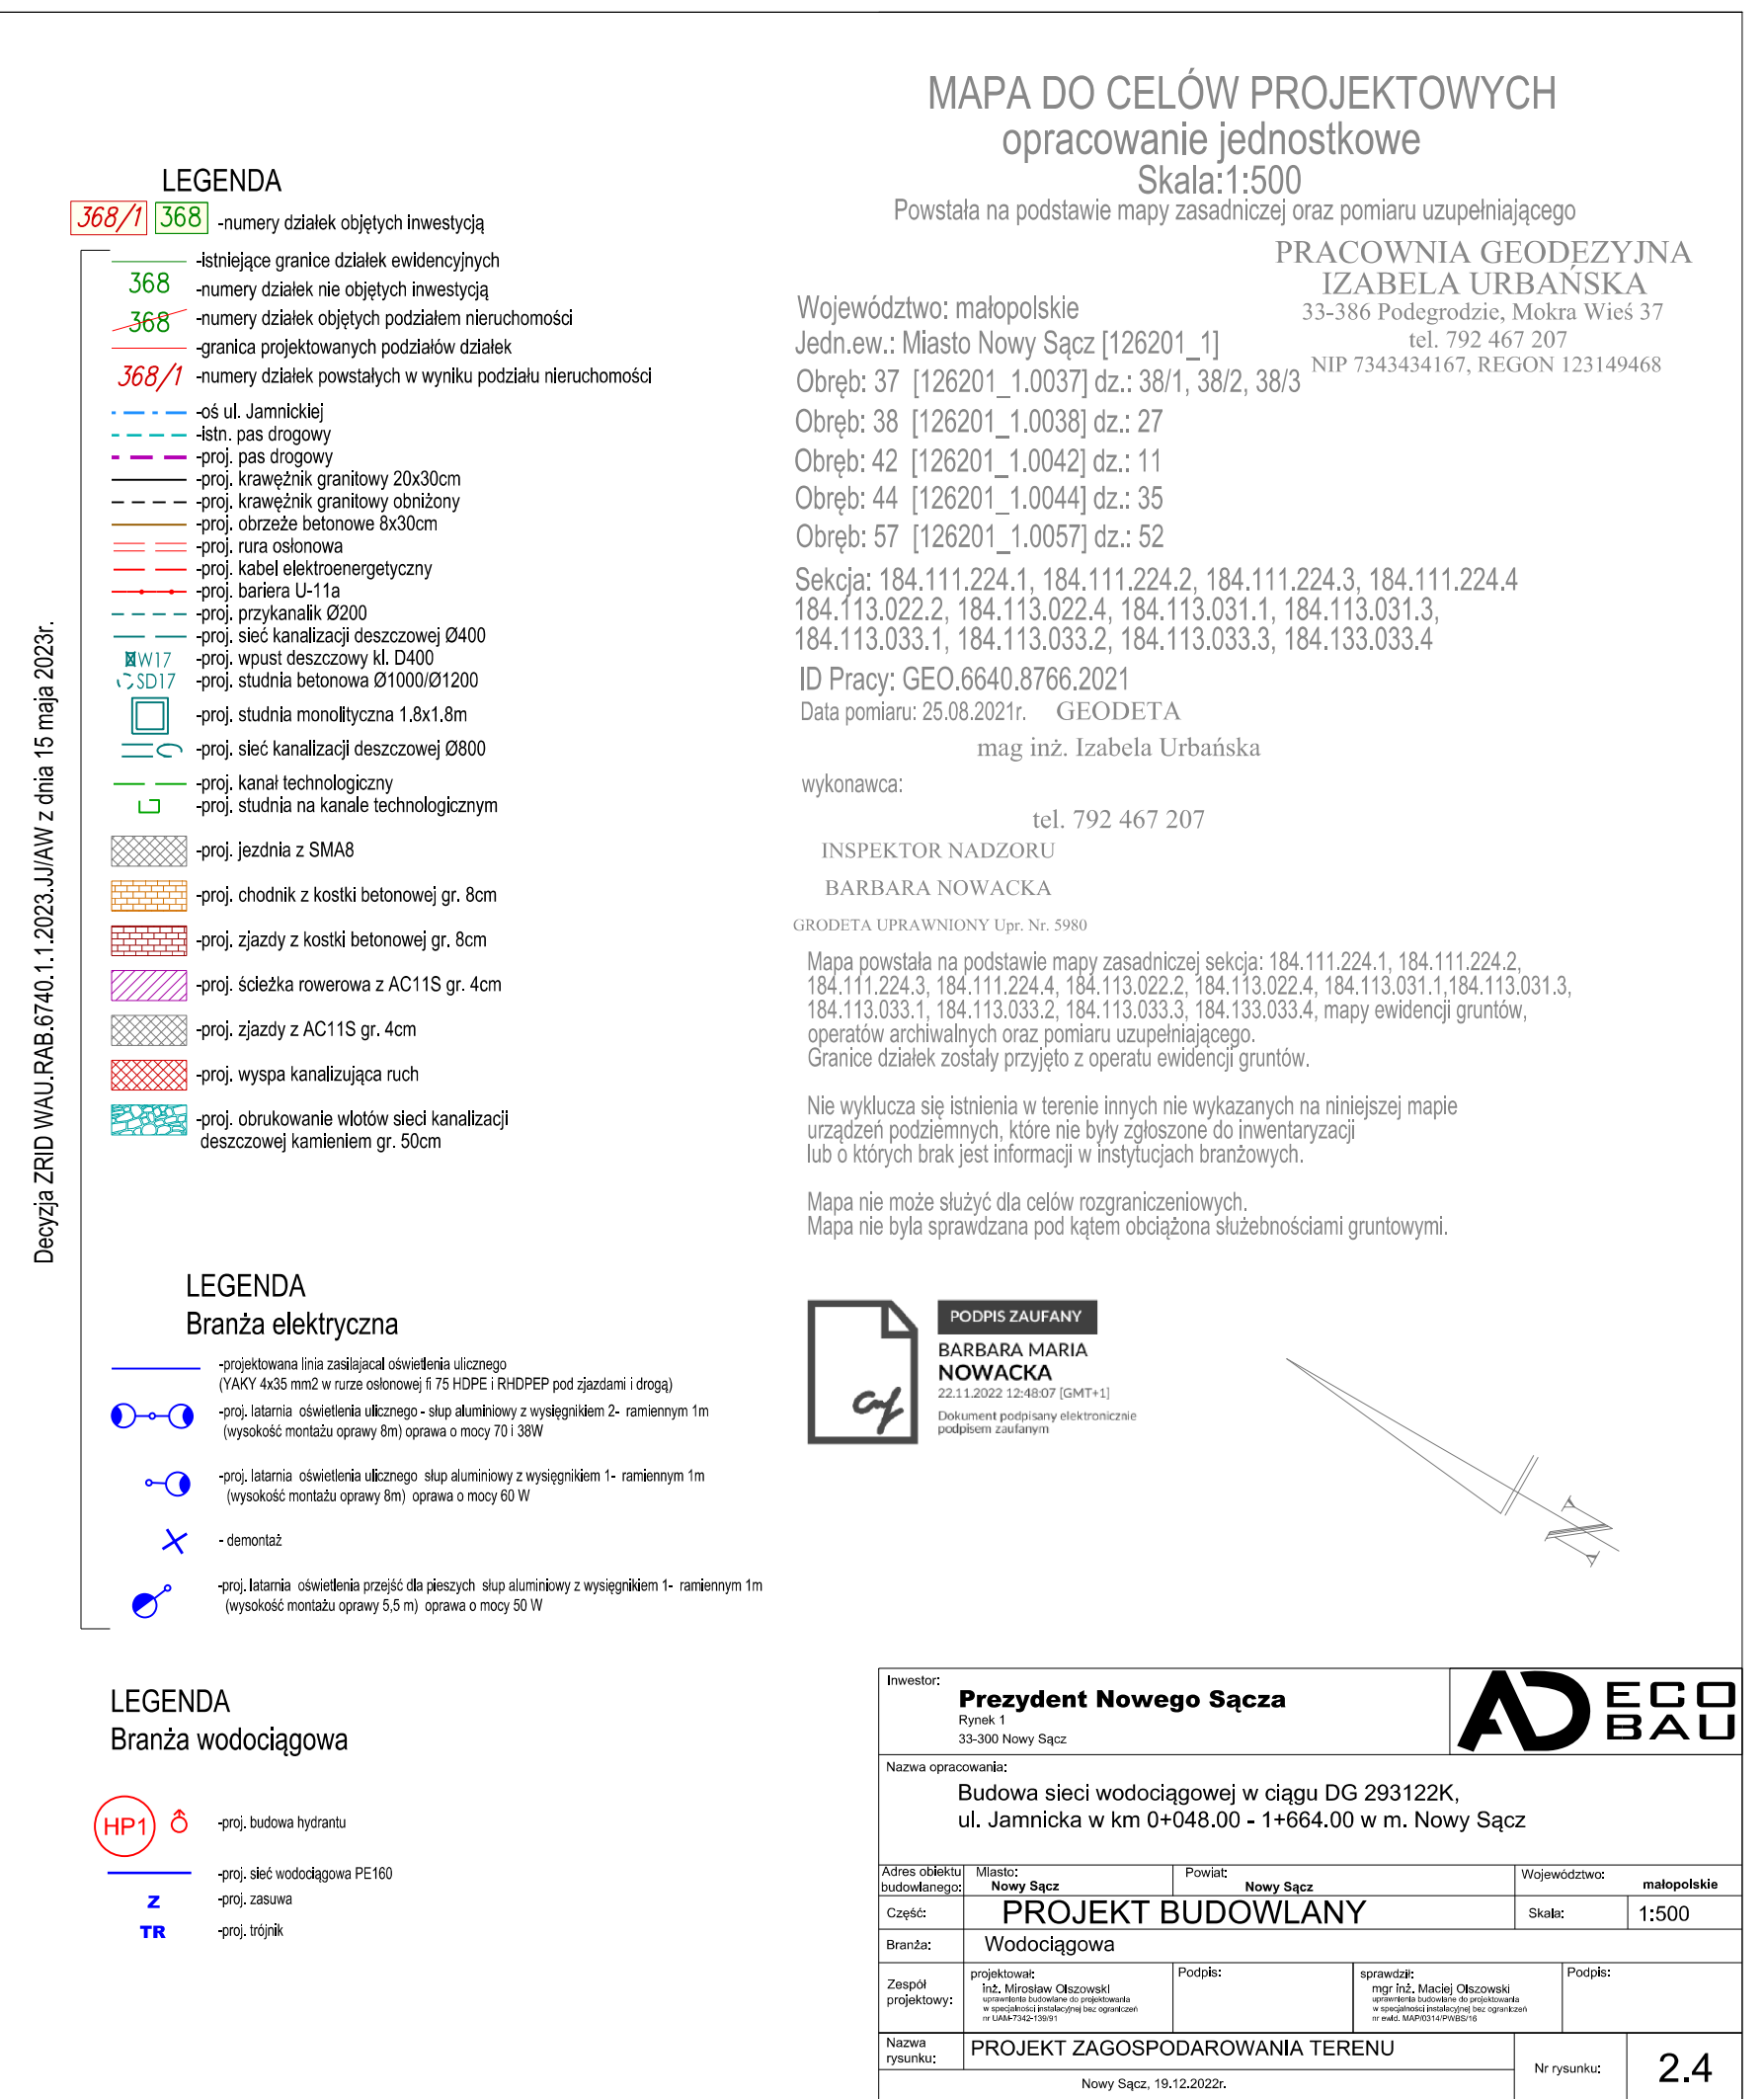 MAPA DO CELÓW PROJEKTOWYCH
opracowanie jednostkowe
Skala:1:500
Powstała na podstawie mapy zasadniczej oraz pomiaru uzupełniającego
PRACOWNIA GEODEZYJNA
IZABELA URBAŃSKA
33-386 Podegrodzie, Mokra Wieś 37
tel. 792 467 207
NIP 7343434167, REGON 123149468
Województwo: małopolskie
Jedn.ew.: Miasto Nowy Sącz [126201_1]
Obręb: 37 [126201_1.0037] dz.: 38/1, 38/2, 38/3
Obręb: 38 [126201_1.0038] dz.: 27
Obręb: 42 [126201_1.0042] dz.: 11
Obręb: 44 [126201_1.0044] dz.: 35
Obręb: 57 [126201_1.0057] dz.: 52
Sekcja: 184.111.224.1, 184.111.224.2, 184.111.224.3, 184.111.224.4
184.113.022.2, 184.113.022.4, 184.113.031.1, 184.113.031.3,
184.113.033.1, 184.113.033.2, 184.113.033.3, 184.133.033.4
ID Pracy: GEO.6640.8766.2021
Data pomiaru: 25.08.2021r. GEODETA
mag inż. Izabela Urbańska
wykonawca:
tel. 792 467 207
INSPEKTOR NADZORU
BARBARA NOWACKA
GRODETA UPRAWNIONY Upr. Nr. 5980
Mapa powstała na podstawie mapy zasadniczej sekcja: 184.111.224.1, 184.111.224.2,
184.111.224.3, 184.111.224.4, 184.113.022.2, 184.113.022.4, 184.113.031.1,184.113.031.3,
184.113.033.1, 184.113.033.2, 184.113.033.3, 184.133.033.4, mapy ewidencji gruntów,
operatów archiwalnych oraz pomiaru uzupełniającego.
Granice działek zostały przyjęto z operatu ewidencji gruntów.
Nie wyklucza się istnienia w terenie innych nie wykazanych na niniejszej mapie
urządzeń podziemnych, które nie były zgłoszone do inwentaryzacji
lub o których brak jest informacji w instytucjach branżowych.
Mapa nie może służyć dla celów rozgraniczeniowych.
Mapa nie byla sprawdzana pod kątem obciążona służebnościami gruntowymi.
PODPIS ZAUFANY
BARBARA MARIA
NOWACKA
22.11.2022 12:48:07 [GMT+1]
Dokument podpisany elektronicznie
podpisem zaufanym
N
Decyzja ZRID WAU.RAB.6740.1.11.2023.JJ/AW z dnia 15 maja 2023r.
LEGENDA
368/1 368 -numery działek objętych inwestycją
-istniejące granice działek ewidencyjnych
368 -numery działek nie objętych inwestycją
368 -numery działek objętych podziałem nieruchomości
-granica projektowanych podziałów działek
368/1 -numery działek powstałych w wyniku podziału nieruchomości
-oś ul. Jamnickiej
-istn. pas drogowy
-proj. pas drogowy
-proj. krawężnik granitowy 20x30cm
-proj. krawężnik granitowy obniżony
-proj. obrzeże betonowe 8x30cm
-proj. rura osłonowa
-proj. kabel elektroenergetyczny
-proj. bariera U-11a
-proj. przykanalik Ø200
-proj. sieć kanalizacji deszczowej Ø400
W17 -proj. wpust deszczowy kl. D400
SD17 -proj. studnia betonowa Ø1000/Ø1200
-proj. studnia monolityczna 1.8x1.8m
-proj. sieć kanalizacji deszczowej Ø800
-proj. kanał technologiczny
-proj. studnia na kanale technologicznym
-proj. jezdnia z SMA8
-proj. chodnik z kostki betonowej gr. 8cm
-proj. zjazdy z kostki betonowej gr. 8cm
-proj. ścieżka rowerowa z AC11S gr. 4cm
-proj. zjazdy z AC11S gr. 4cm
-proj. wyspa kanalizująca ruch
-proj. obrukowanie wlotów sieci kanalizacji
deszczowej kamieniem gr. 50cm
LEGENDA
Branża elektryczna
-projektowana linia zasilajacal oświetlenia ulicznego
(YAKY 4x35 mm2 w rurze osłonowej fi 75 HDPE i RHDPEP pod zjazdami i drogą)
-proj. latarnia oświetlenia ulicznego - słup aluminiowy z wysięgnikiem 2- ramiennym 1m
(wysokość montażu oprawy 8m) oprawa o mocy 70 i 38W
-proj. latarnia oświetlenia ulicznego słup aluminiowy z wysięgnikiem 1- ramiennym 1m
(wysokość montażu oprawy 8m) oprawa o mocy 60 W
- demontaż
-proj. latarnia oświetlenia przejść dla pieszych słup aluminiowy z wysięgnikiem 1- ramiennym 1m
(wysokość montażu oprawy 5,5 m) oprawa o mocy 50 W
LEGENDA
Branża wodociągowa
HP1 -proj. budowa hydrantu
-proj. sieć wodociągowa PE160
Z -proj. zasuwa
TR -proj. trójnik
Inwestor:
Prezydent Nowego Sącza
Rynek 1
33-300 Nowy Sącz
AD ECO
BAU
Nazwa opracowania:
Budowa sieci wodociągowej w ciągu DG 293122K,
ul. Jamnicka w km 0+048.00 - 1+664.00 w m. Nowy Sącz
Adres obiektu
budowlanego:
Miasto:
Nowy Sącz
Powiat:
Nowy Sącz
Województwo:
małopolskie
Część: PROJEKT BUDOWLANY Skala: 1:500
Branża: Wodociągowa
Zespół
projektowy:
projektował:
inż. Mirosław Olszowski
uprawnienia budowlane do projektowania
w specjalności instalacyjnej bez ograniczeń
nr UAM-7342-139/91
Podpis:
sprawdził:
mgr inż. Maciej Olszowski
uprawnienia budowlane do projektowania
w specjalności instalacyjnej bez ograniczeń
nr ewid. MAP/0314/PWBS/16
Podpis:
Nazwa
rysunku:
PROJEKT ZAGOSPODAROWANIA TERENU
Nowy Sącz, 19.12.2022r.
Nr rysunku: 2.4